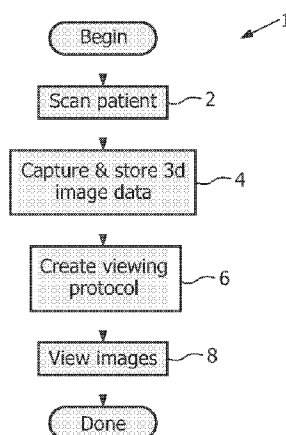 Begin
1
Scan patient
2
Capture & store 3d
image data
4
Create viewing
protocol
6
View images
8
Done